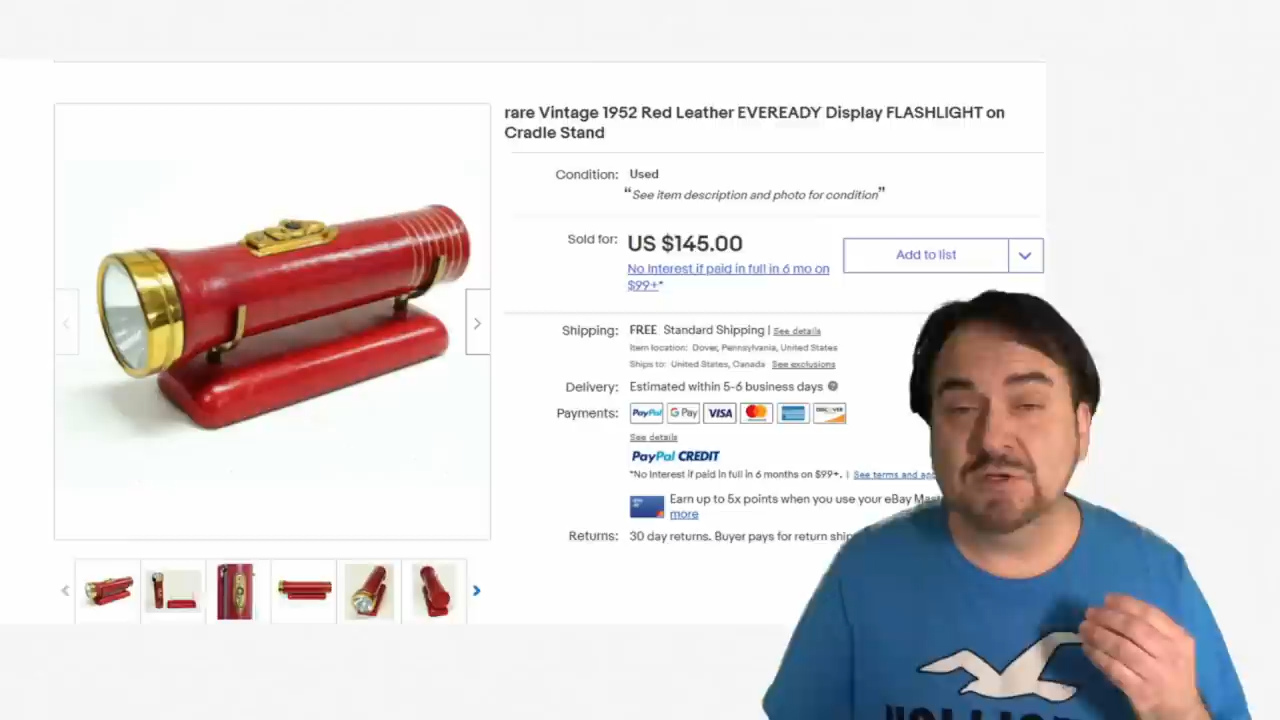 rare Vintage 1952 Red Leather EVEREADY Display FLASHLIGHT on
Cradle Stand
Condition: Used
“See item description and photo for condition”
Sold for: US $145.00
Add to list
No Interest if paid in full in 6 mo on
$99+*
Shipping: FREE Standard Shipping | See details
Item location: Dover, Pennsylvania, United States
Ships to: United States, Canada See exclusions
Delivery: Estimated within 5-6 business days
Payments: PayPal G Pay VISA DISCOVER
See details
PayPal CREDIT
*No Interest if paid in full in 6 months on $99+. | See terms and
Earn up to 5x points when you use your eBay
more
Returns: 30 day returns. Buyer pays for return